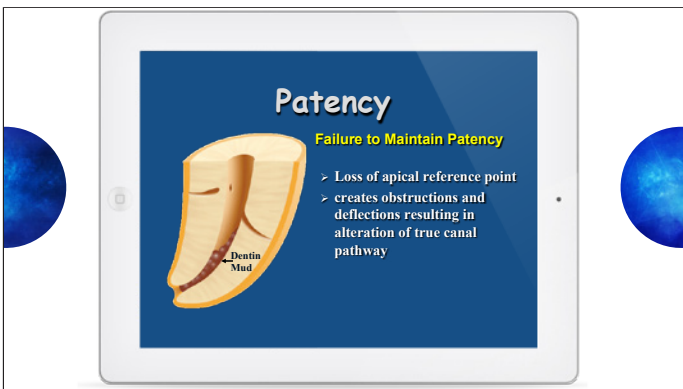 Patency
Failure to Maintain Patency
➢ Loss of apical reference point
➢ creates obstructions and
deflections resulting in
alteration of true canal
pathway
Dentin
Mud